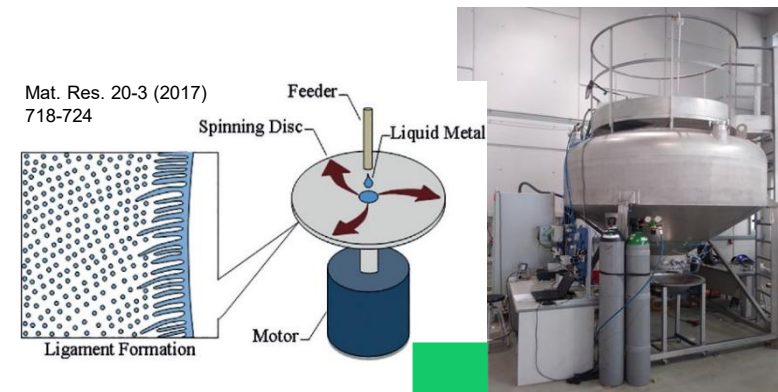 Mat. Res. 20-3 (2017)
718-724
Feeder
Spinning Disc
Liquid Metal
Motor
Ligament Formation